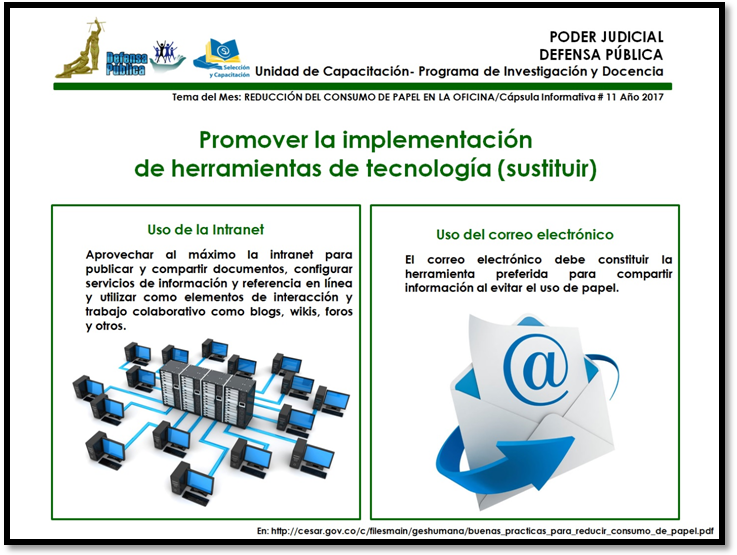 PODER JUDICIAL
DEFENSA PÚBLICA
Defensa
Pública
Selección
y Capacitación
Unidad de Capacitación- Programa de Investigación y Docencia
Tema del Mes: REDUCCIÓN DEL CONSUMO DE PAPEL EN LA OFICINA/Cápsula Informativa # 11 Año 2017
Promover la implementación
de herramientas de tecnología (sustituir)
Uso de la Intranet
Aprovechar al máximo la intranet para
publicar y compartir documentos, configurar
servicios de información y referencia en línea
y utilizar como elementos de interacción y
trabajo colaborativo como blogs, wikis, foros
y otros.
Uso del correo electrónico
El correo electrónico debe constituir la
herramienta preferida para compartir
información al evitar el uso de papel.
@
En: http://cesar.gov.co/c/filesmain/geshumana/buenas_practicas_para_reducir_consumo_de_papel.pdf